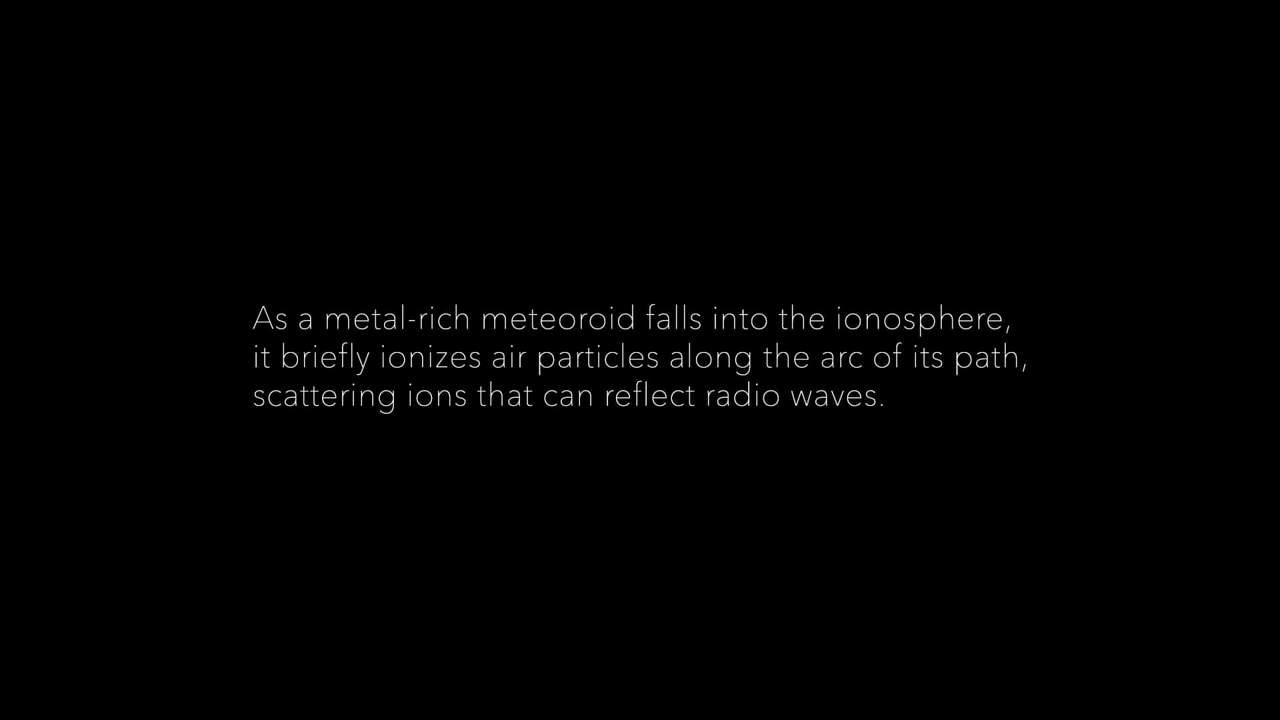 As a metal-rich meteoroid falls into the ionosphere,
it briefly ionizes air particles along the arc of its path,
scattering ions that can reflect radio waves.